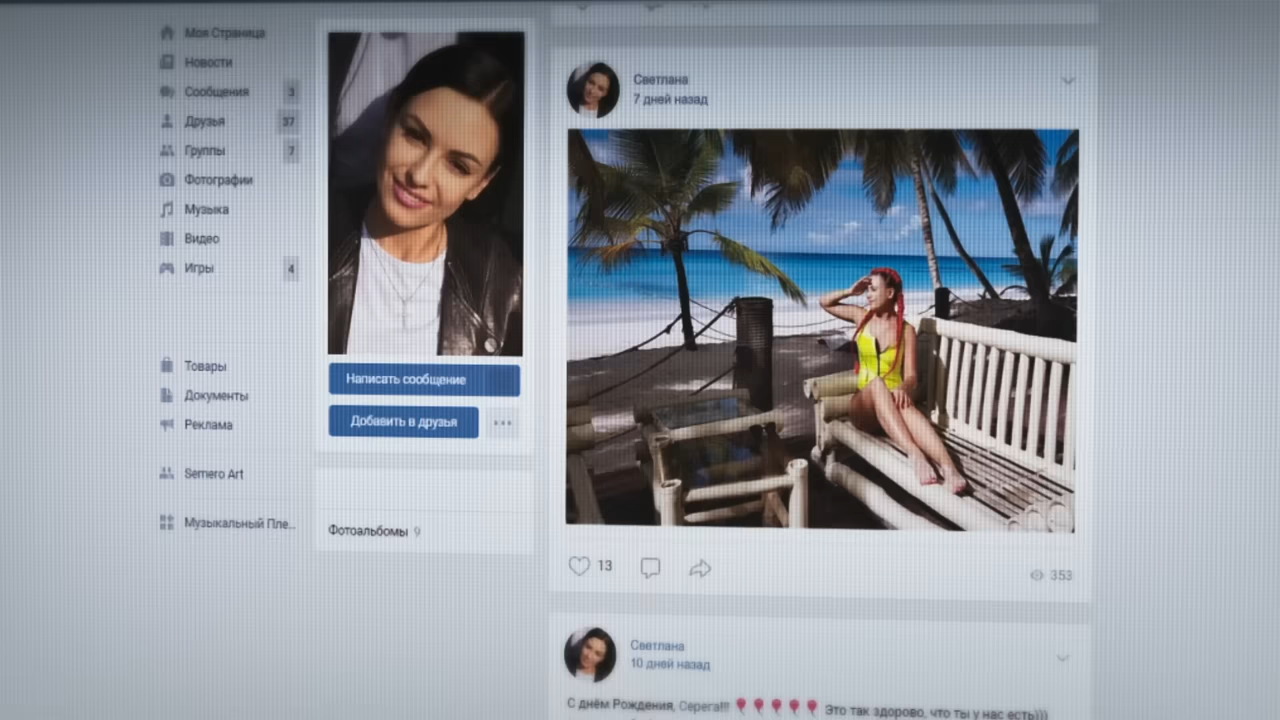 Моя Страница
Новости
Сообщения 3
Друзья 37
Группы 7
Фотографии
Музыка
Видео
Игры 4
Товары
Документы
Реклама
Semero Art
Музыкальный Пле...
Написать сообщение
Добавить в друзья
Фотоальбомы 9
Светлана
7 дней назад
13
353
Светлана
10 дней назад
С днём Рождения, Серега!!! 🎈🎈🎈🎈🎈 Это так здорово, что ты у нас есть)))